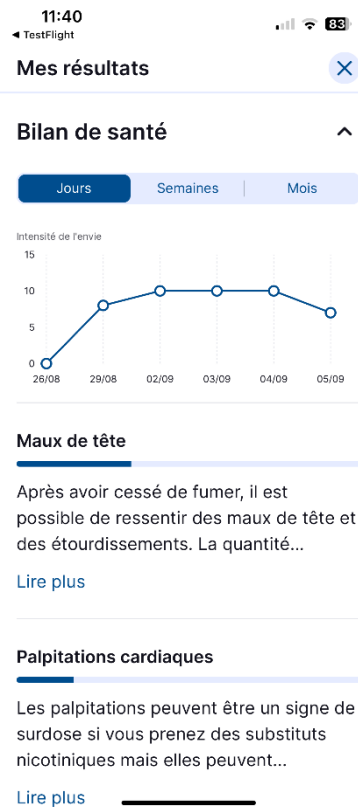 11:40
83
◀ TestFlight
Mes résultats
Bilan de santé
Jours
Semaines
Mois
Intensité de l'envie
15
10
5
0
26/08
29/08
02/09
03/09
04/09
05/09
Maux de tête
Après avoir cessé de fumer, il est
possible de ressentir des maux de tête et
des étourdissements. La quantité...
Lire plus
Palpitations cardiaques
Les palpitations peuvent être un signe de
surdose si vous prenez des substituts
nicotiniques mais elles peuvent...
Lire plus